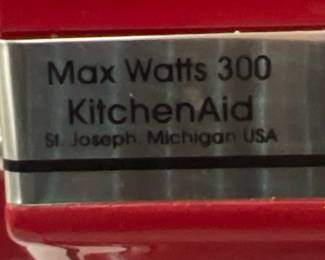 Max Watts 300
KitchenAid
St. Joseph, Michigan USA